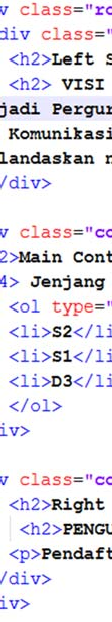 v class="ro
div class="
<h2>Left S
<h2> VISI
jadi Pergur
Komunikasi
landaskan n
/div>
v class="co
2>Main Cont
4> Jenjang
<ol type="
<li>S2</li
<li>S1</li
<li>D3</li
</ol>
iv>
v class="co
<h2>Right
<h2>PENGU
<p>Pendaft
/div>
iv>